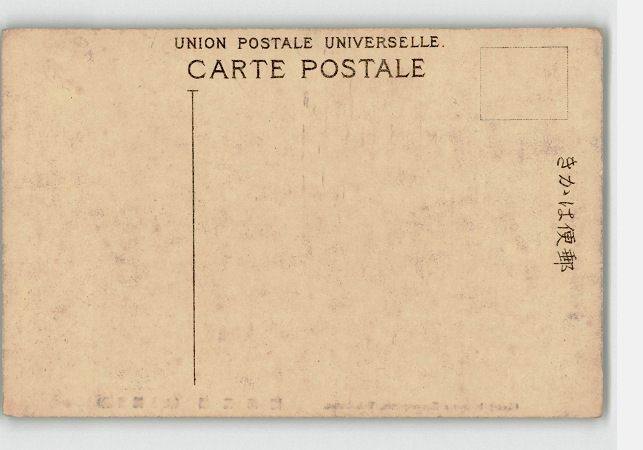 UNION POSTALE UNIVERSELLE.
CARTE POSTALE
きかは便郵